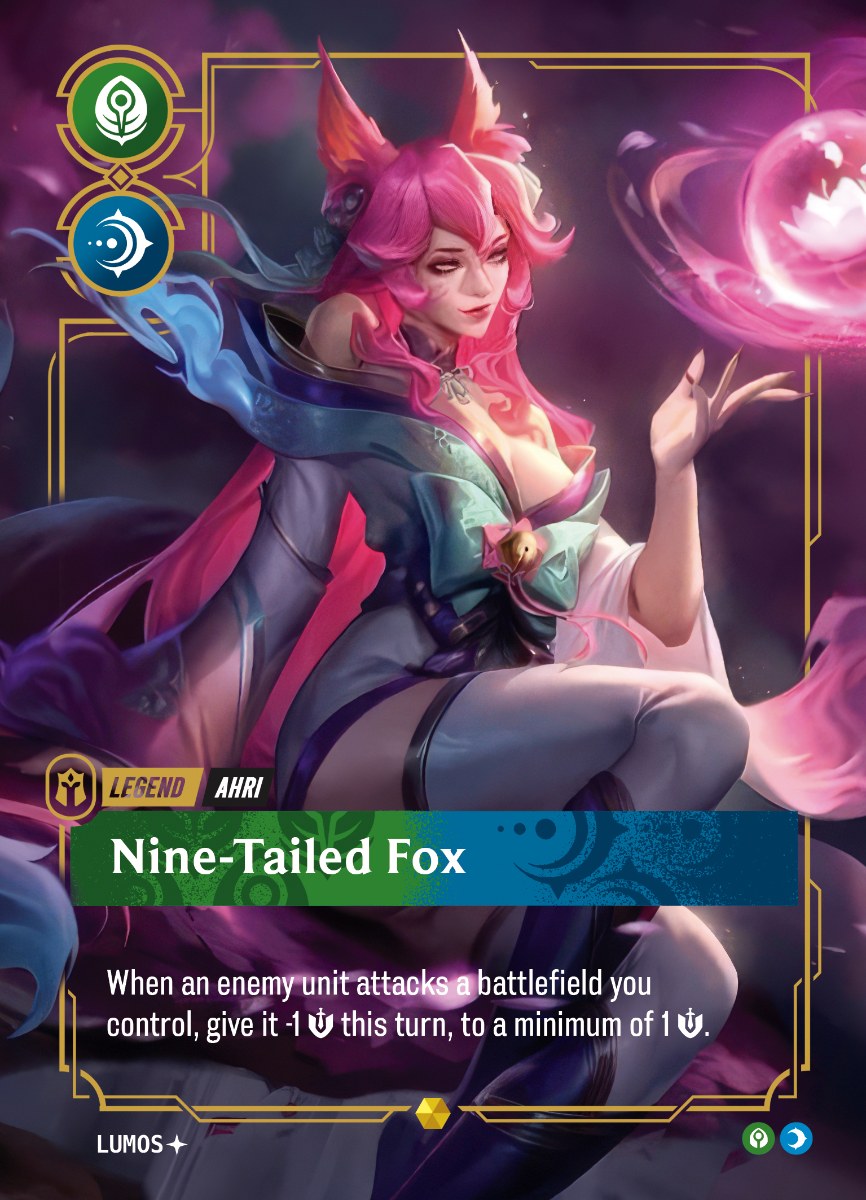 LEGEND AHRI
Nine-Tailed Fox
When an enemy unit attacks a battlefield you
control, give it -1 this turn, to a minimum of 1 .
LUMOS